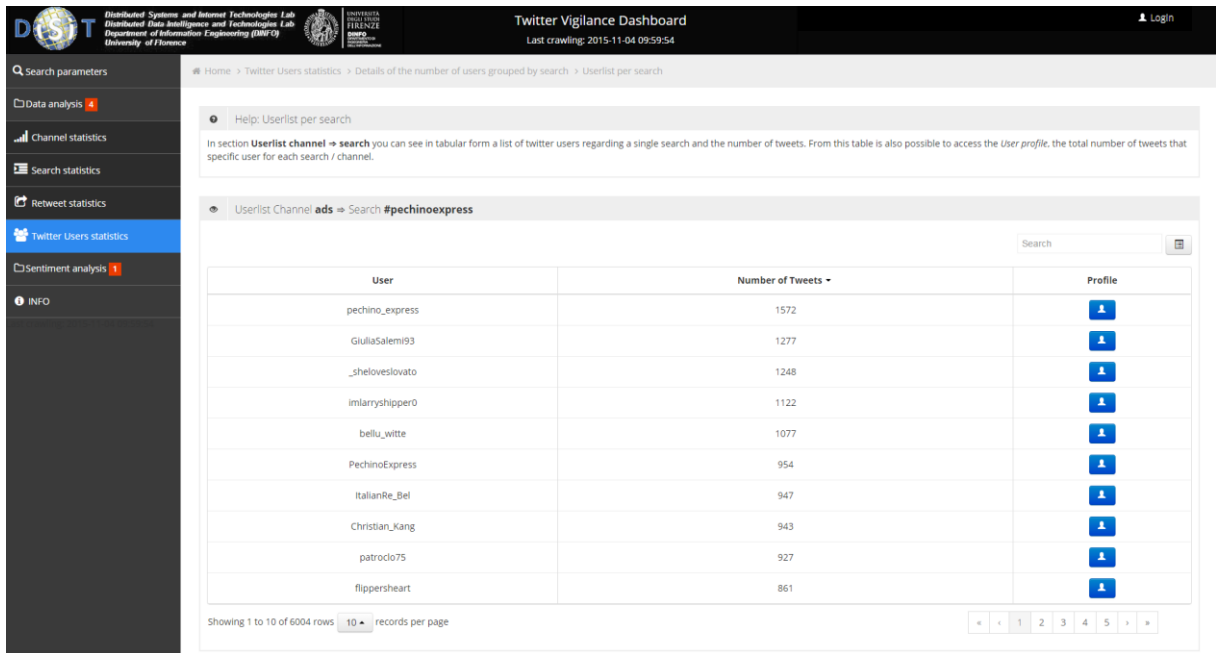 DISIT
Distributed Systems and Internet Technologies Lab
Distributed Data Intelligence and Technologies Lab
Department of Information Engineering (DINFO)
University of Florence
UNIVERSITÀ
DEGLI STUDI
FIRENZE
DINFO
Twitter Vigilance Dashboard
Last crawling: 2015-11-04 09:59:54
Login
Search parameters
Data analysis 4
Channel statistics
Search statistics
Retweet statistics
Twitter Users statistics
Sentiment analysis 1
INFO
Home > Twitter Users statistics > Details of the number of users grouped by search > Userlist per search
Help: Userlist per search
In section Userlist channel ⇒ search you can see in tabular form a list of twitter users regarding a single search and the number of tweets. From this table is also possible to access the User profile, the total number of tweets that
specific user for each search / channel.
Userlist Channel ads ⇒ Search #pechinoexpress
Search
User Number of Tweets Profile
pechino_express 1572
GiuliaSalemi93 1277
_sheloveslovato 1248
imlarryshipper0 1122
bellu_witte 1077
PechinoExpress 954
ItalianRe_Bel 947
Christian_Kang 943
patroclo75 927
flippersheart 861
Showing 1 to 10 of 6004 rows 10 records per page
« ‹ 1 2 3 4 5 › »